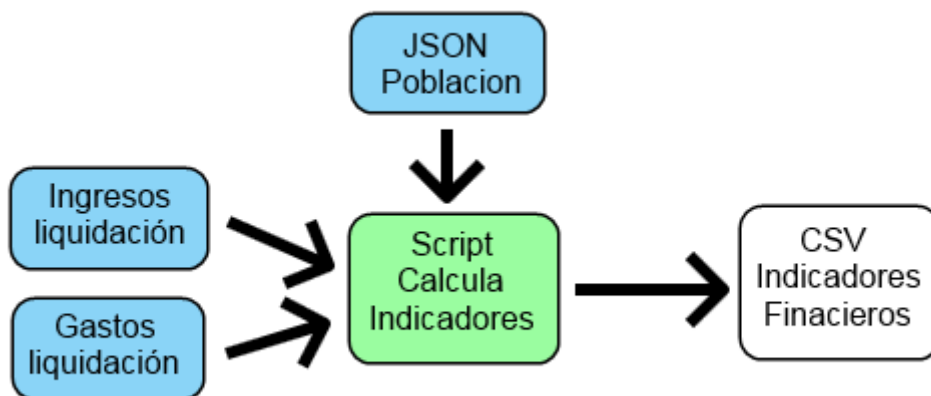 JSON
Poblacion
Ingresos
liquidación
Gastos
liquidación
Script
Calcula
Indicadores
CSV
Indicadores
Finacieros